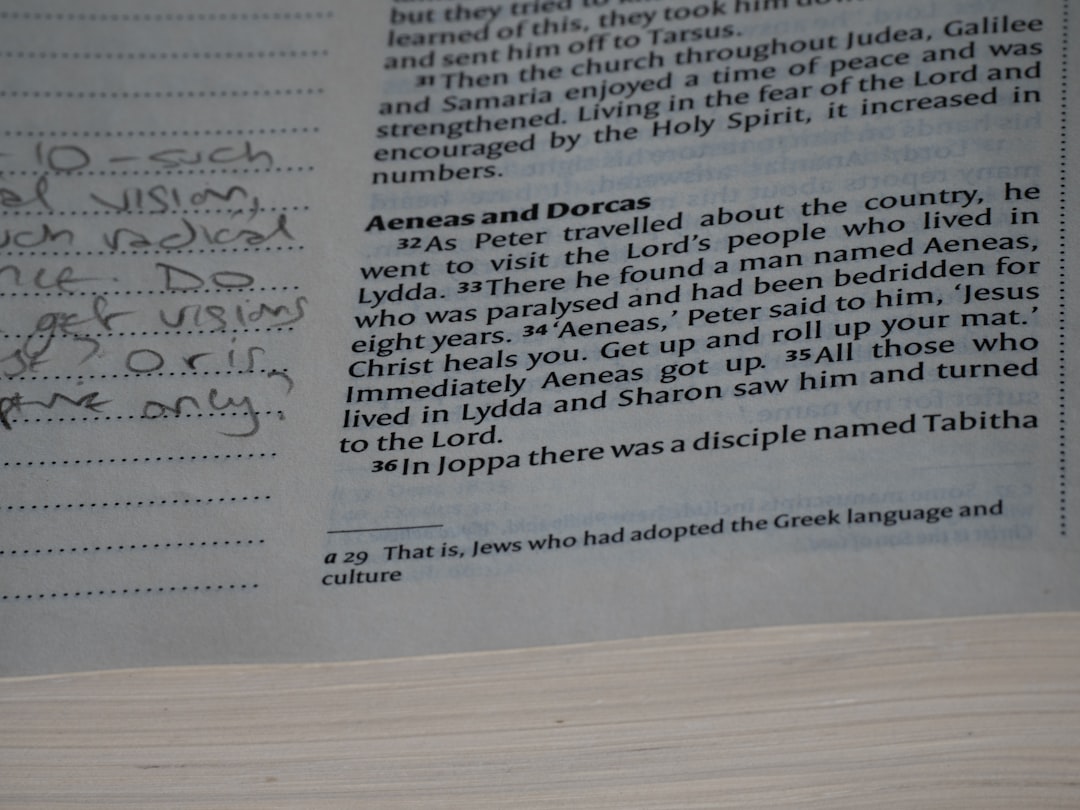 - 10 - such
vision,
radical
Do
get visions
? Or is
only?
but they tried to
learned of this, they took him
and sent him off to Tarsus.
31 Then the church throughout Judea, Galilee
and Samaria enjoyed a time of peace and was
strengthened. Living in the fear of the Lord and
encouraged by the Holy Spirit, it increased in
numbers.
Aeneas and Dorcas
32 As Peter travelled about the country, he
went to visit the Lord's people who lived in
Lydda. 33 There he found a man named Aeneas,
who was paralysed and had been bedridden for
eight years. 34 ‘Aeneas,’ Peter said to him, ‘Jesus
Christ heals you. Get up and roll up your mat.’
Immediately Aeneas got up. 35 All those who
lived in Lydda and Sharon saw him and turned
to the Lord.
36 In Joppa there was a disciple named Tabitha
a 29 That is, Jews who had adopted the Greek language and
culture